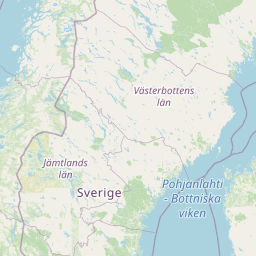 Västerbottens
län
Jämtlands
län
Pohjanlahti
- Bottniska
viken
Sverige